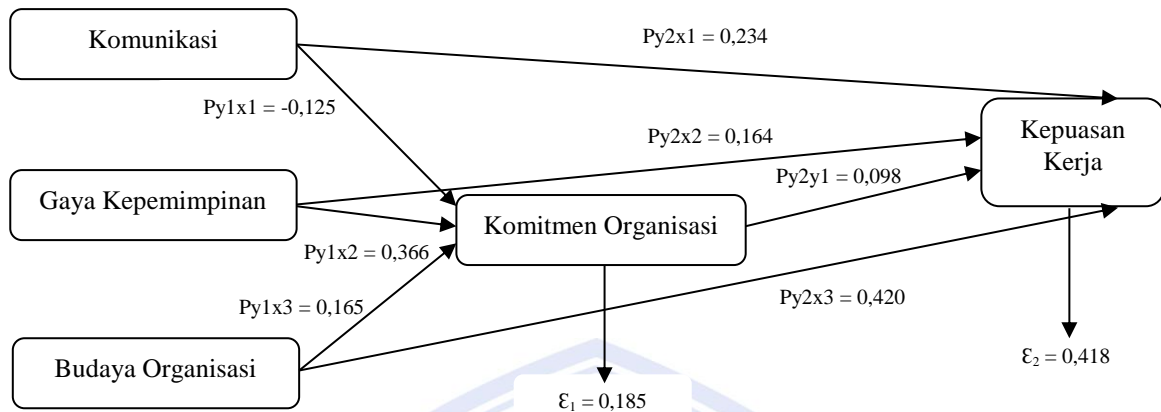 Komunikasi
Py2x1 = 0,234
Py1x1 = -0,125
Kepuasan
Kerja
Py2x2 = 0,164
Py2y1 = 0,098
Gaya Kepemimpinan
Komitmen Organisasi
Py1x2 = 0,366
Py1x3 = 0,165
Py2x3 = 0,420
Budaya Organisasi
Ɛ₂ = 0,418
Ɛ₁ = 0,185